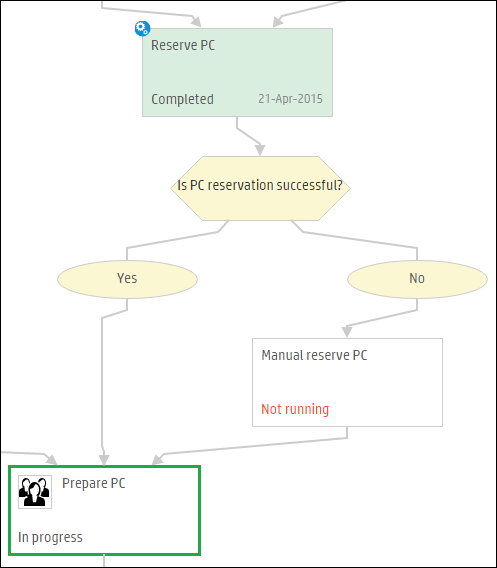 Reserve PC
Completed 21-Apr-2015
Is PC reservation successful?
Yes
No
Manual reserve PC
Not running
Prepare PC
In progress